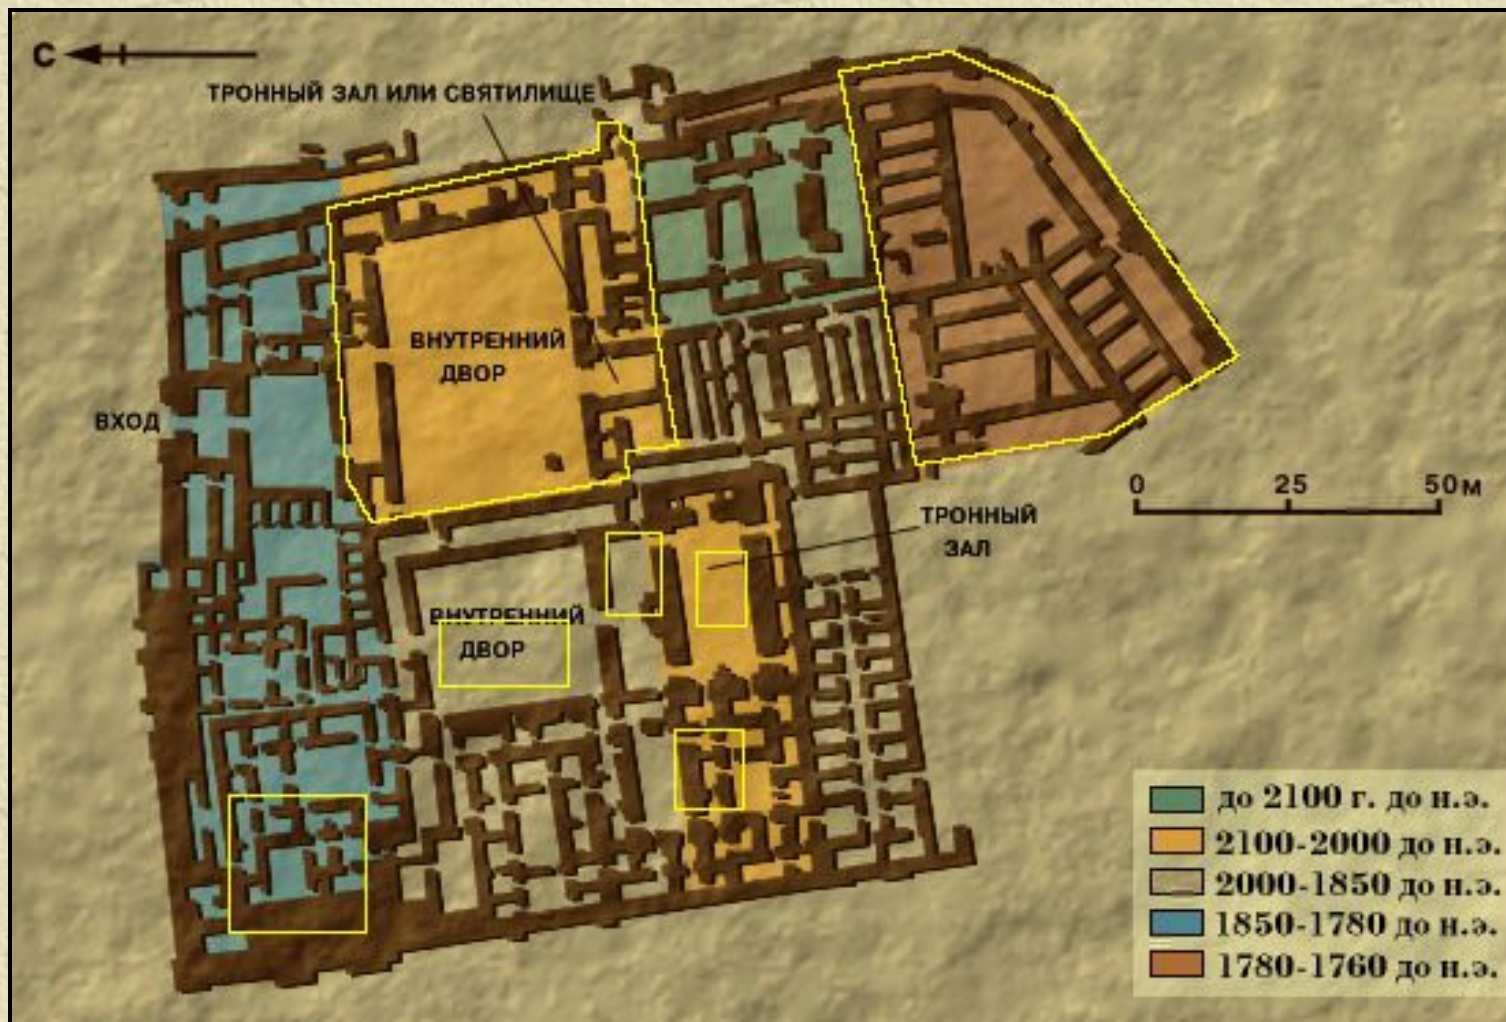 С
ТРОННЫЙ ЗАЛ ИЛИ СВЯТИЛИЩЕ
ВНУТРЕННИЙ
ДВОР
ВХОД
0 25 50 м
ТРОННЫЙ
ЗАЛ
ВНУТРЕННИЙ
ДВОР
до 2100 г. до н.э.
2100-2000 до н.э.
2000-1850 до н.э.
1850-1780 до н.э.
1780-1760 до н.э.